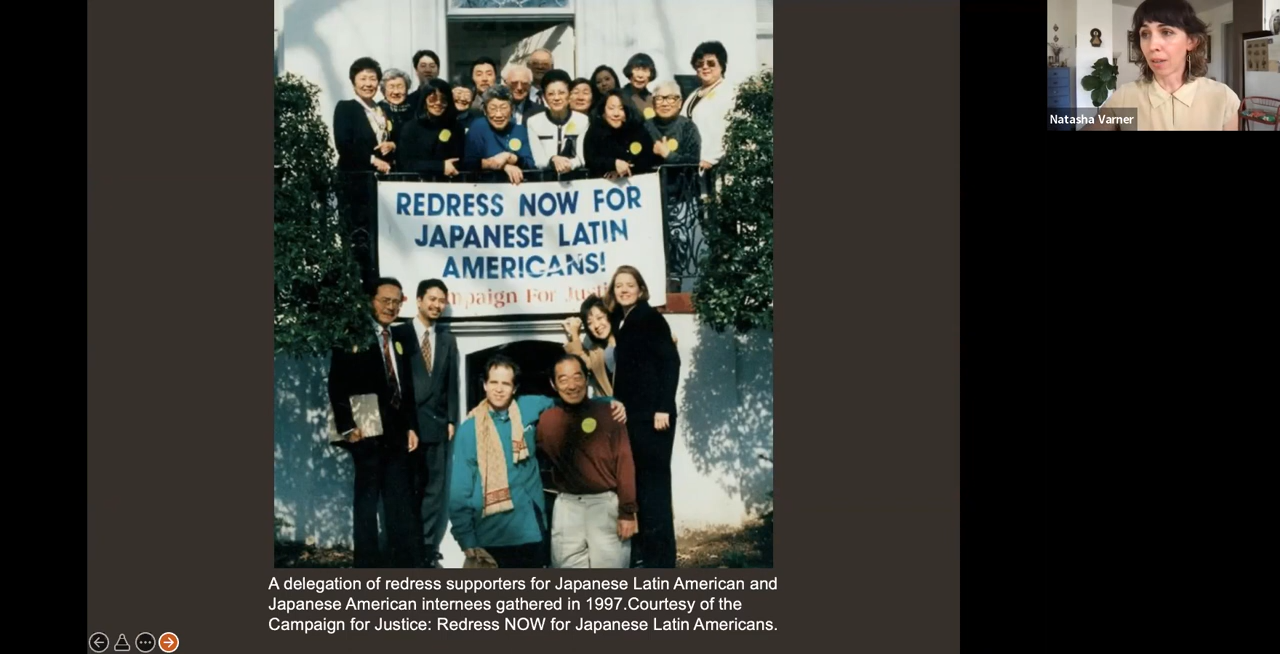 Natasha Varner
REDRESS NOW FOR
JAPANESE LATIN
AMERICANS!
For
A delegation of redress supporters for Japanese Latin American and
Japanese American internees gathered in 1997.Courtesy of the
Campaign for Justice: Redress NOW for Japanese Latin Americans.